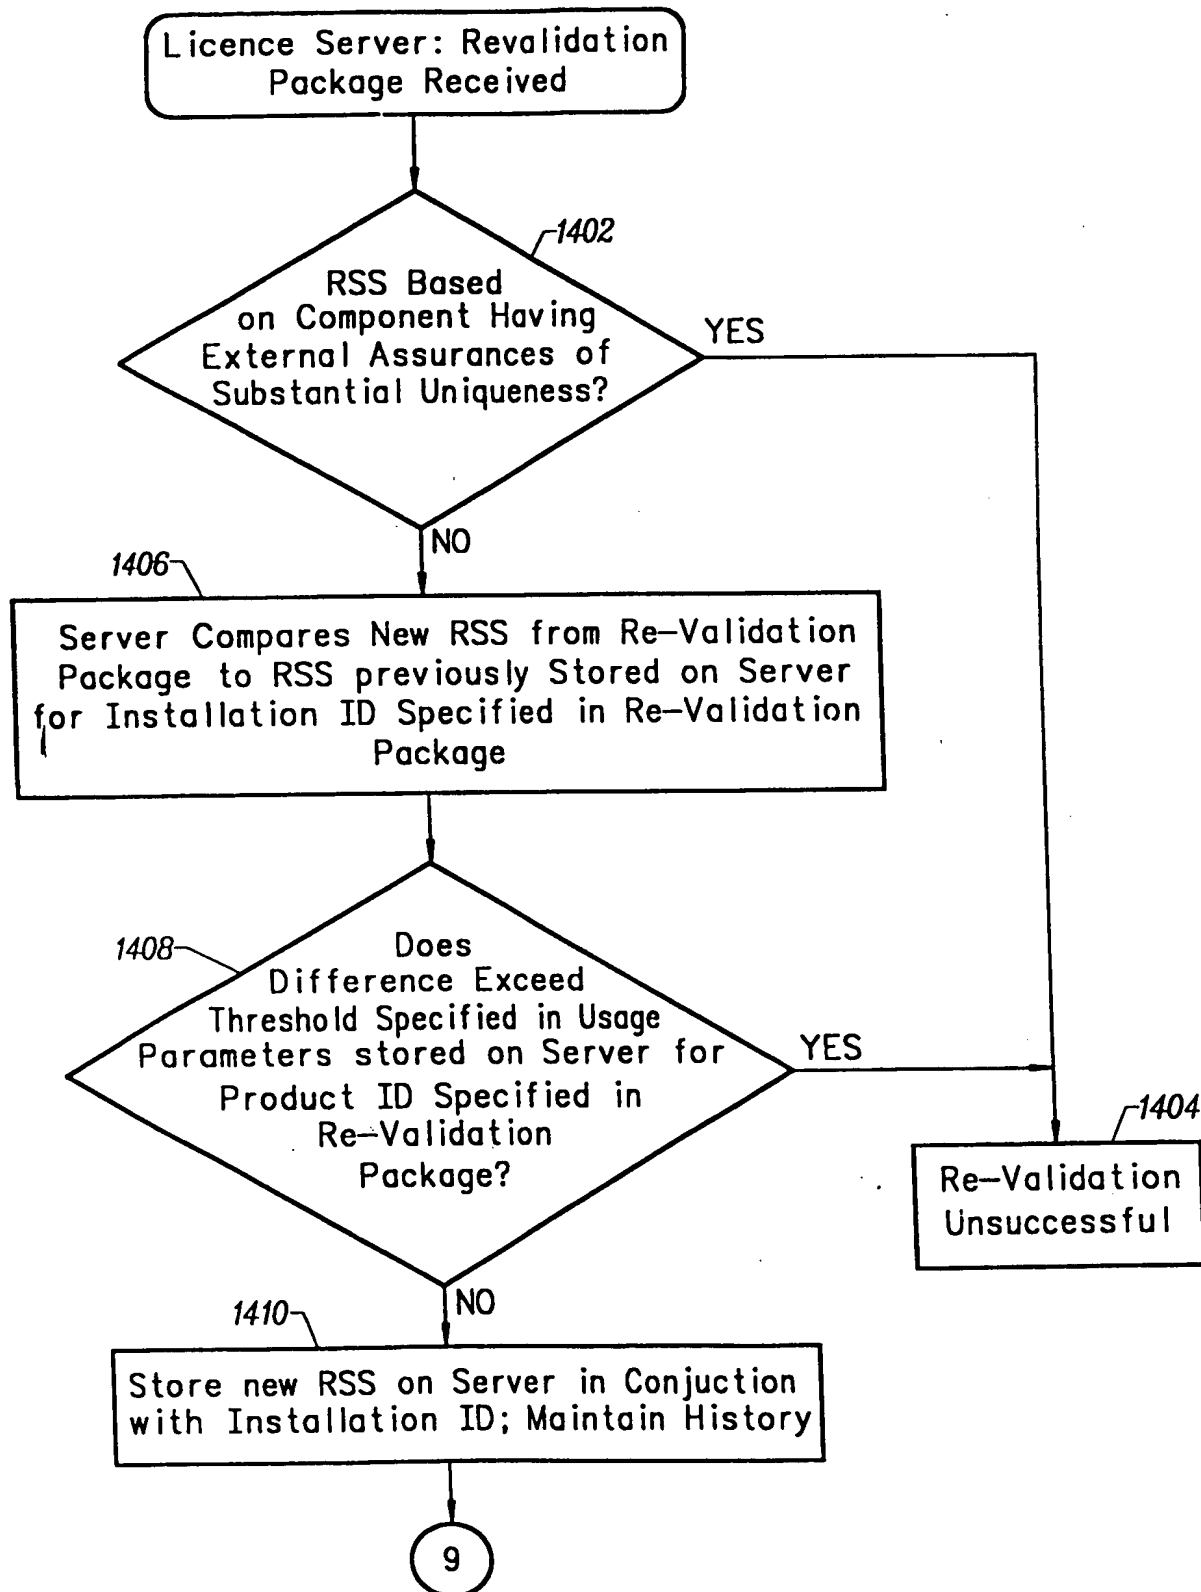 Licence Server: Revalidation
Package Received
1402
RSS Based
on Component Having
External Assurances of
Substantial Uniqueness?
YES
NO
1406
Server Compares New RSS from Re-Validation
Package to RSS previously Stored on Server
for Installation ID Specified in Re-Validation
Package
1408
Does
Difference Exceed
Threshold Specified in Usage
Parameters stored on Server for
Product ID Specified in
Re-Validation
Package?
YES
1404
Re-Validation
Unsuccessful
NO
1410
Store new RSS on Server in Conjuction
with Installation ID; Maintain History
9